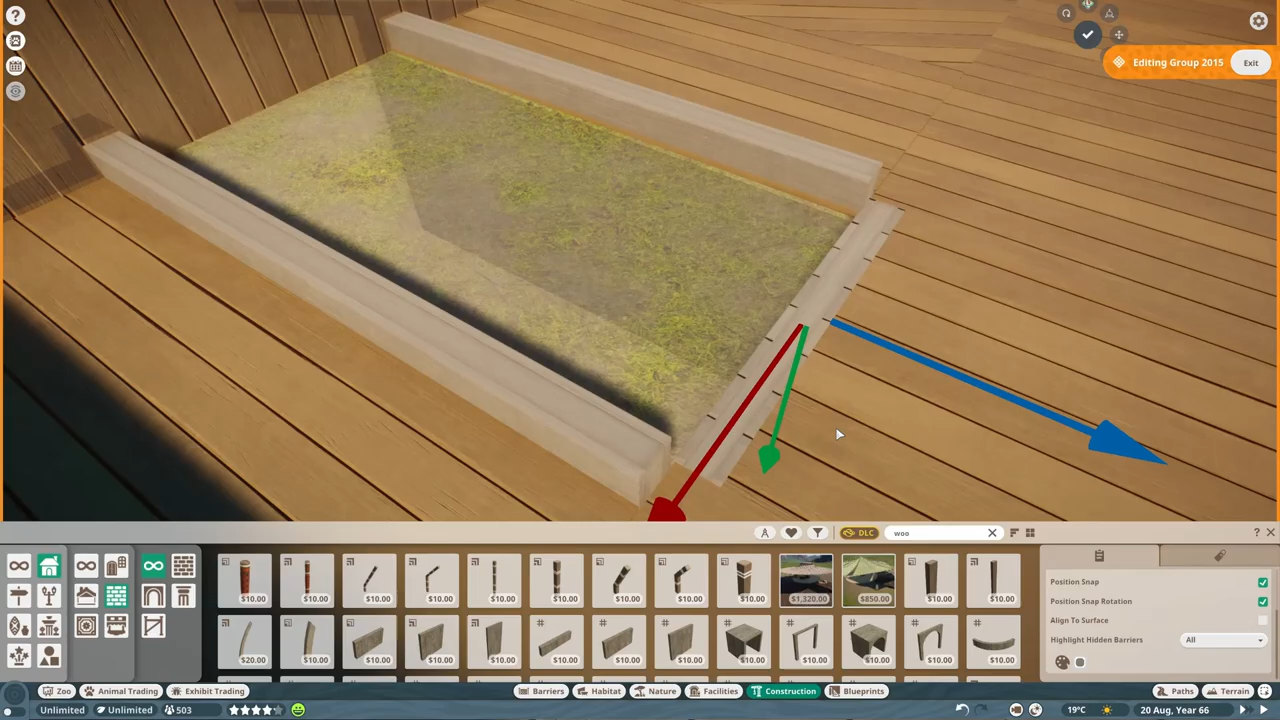 Editing Group 2015 Exit
DLC woo
$10.00 $10.00 $10.00 $10.00 $10.00 $10.00 $10.00 $10.00 $10.00 $1,320.00 $850.00 $10.00 $10.00
$20.00 $10.00 $10.00 $10.00 $10.00 $10.00 $10.00 $10.00 $10.00 $10.00 $10.00 $10.00 $10.00
Position Snap
Position Snap Rotation
Align To Surface
Highlight Hidden Barriers All
Zoo Animal Trading Exhibit Trading Barriers Habitat Nature Facilities Construction Blueprints Paths Terrain
Unlimited Unlimited 503 19°C 20 Aug, Year 66